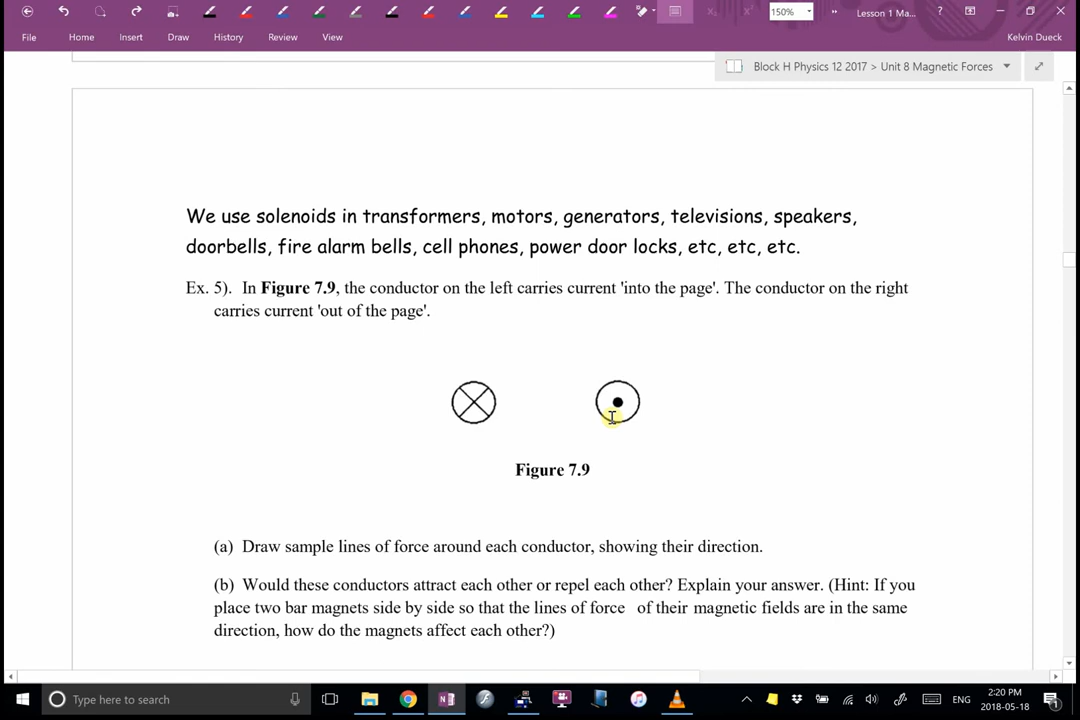 150%
Lesson 1 Ma...
File Home Insert Draw History Review View
Kelvin Dueck
Block H Physics 12 2017 > Unit 8 Magnetic Forces
We use solenoids in transformers, motors, generators, televisions, speakers,
doorbells, fire alarm bells, cell phones, power door locks, etc, etc, etc.
Ex. 5). In Figure 7.9, the conductor on the left carries current 'into the page'. The conductor on the right
carries current 'out of the page'.
Figure 7.9
(a) Draw sample lines of force around each conductor, showing their direction.
(b) Would these conductors attract each other or repel each other? Explain your answer. (Hint: If you
place two bar magnets side by side so that the lines of force of their magnetic fields are in the same
direction, how do the magnets affect each other?)
Type here to search
ENG
2:20 PM
2018-05-18